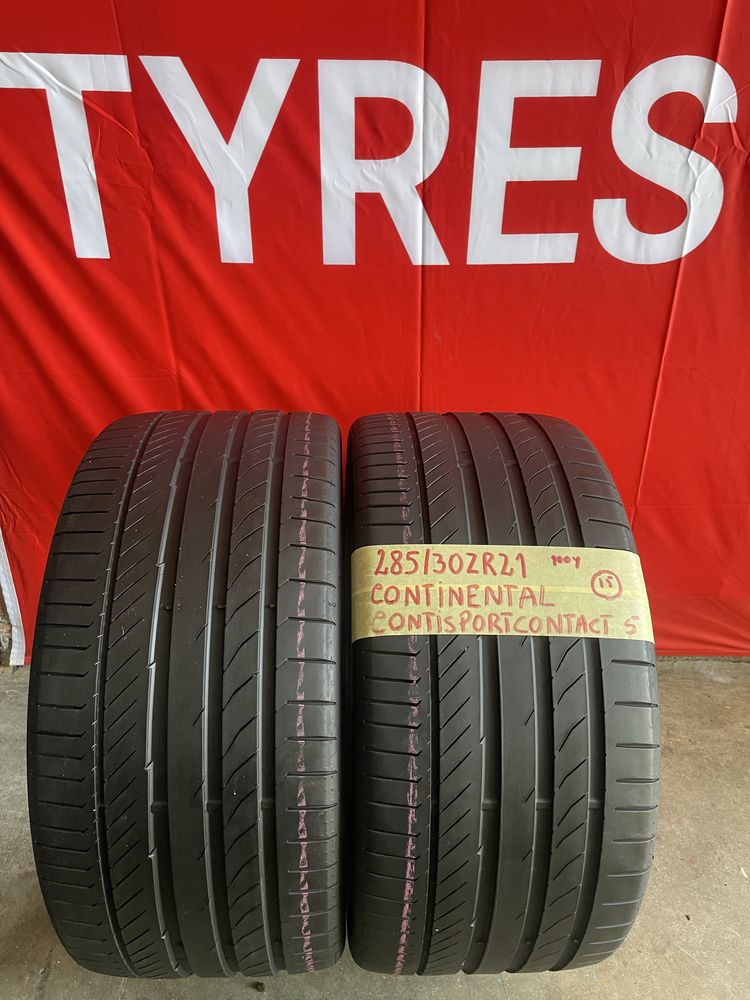 TYRES
285/30ZR21 100Y
15
CONTINENTAL
CONTISPORTCONTACT 5